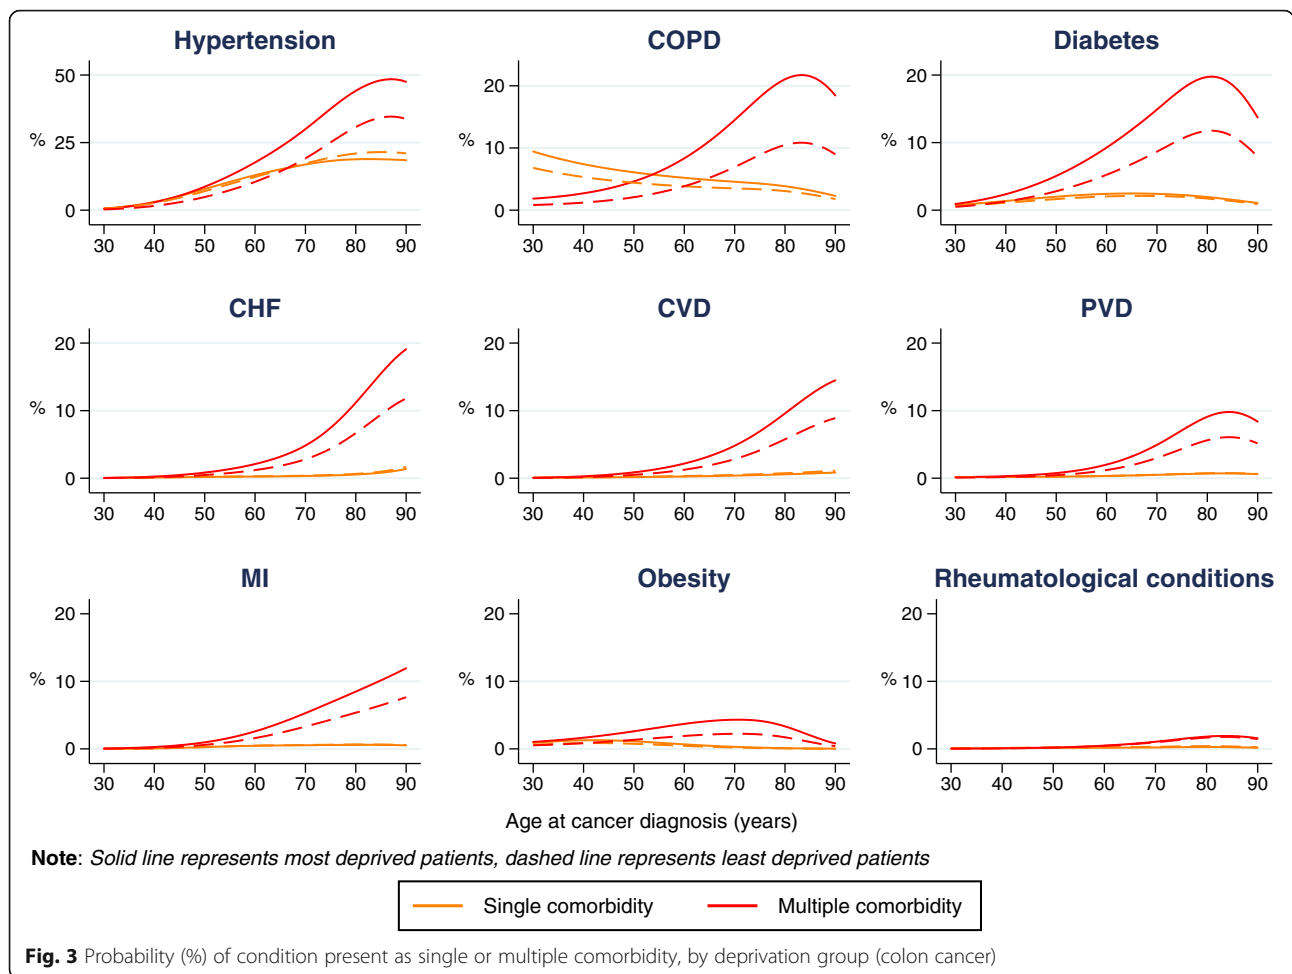 Hypertension
50
25
0
%
30 40 50 60 70 80 90
COPD
20
10
0
%
30 40 50 60 70 80 90
Diabetes
20
10
0
%
30 40 50 60 70 80 90
CHF
20
10
0
%
30 40 50 60 70 80 90
CVD
20
10
0
%
30 40 50 60 70 80 90
PVD
20
10
0
%
30 40 50 60 70 80 90
MI
20
10
0
%
30 40 50 60 70 80 90
Obesity
20
10
0
%
30 40 50 60 70 80 90
Rheumatological conditions
20
10
0
%
30 40 50 60 70 80 90
Age at cancer diagnosis (years)
Note: Solid line represents most deprived patients, dashed line represents least deprived patients
Single comorbidity Multiple comorbidity
Fig. 3 Probability (%) of condition present as single or multiple comorbidity, by deprivation group (colon cancer)